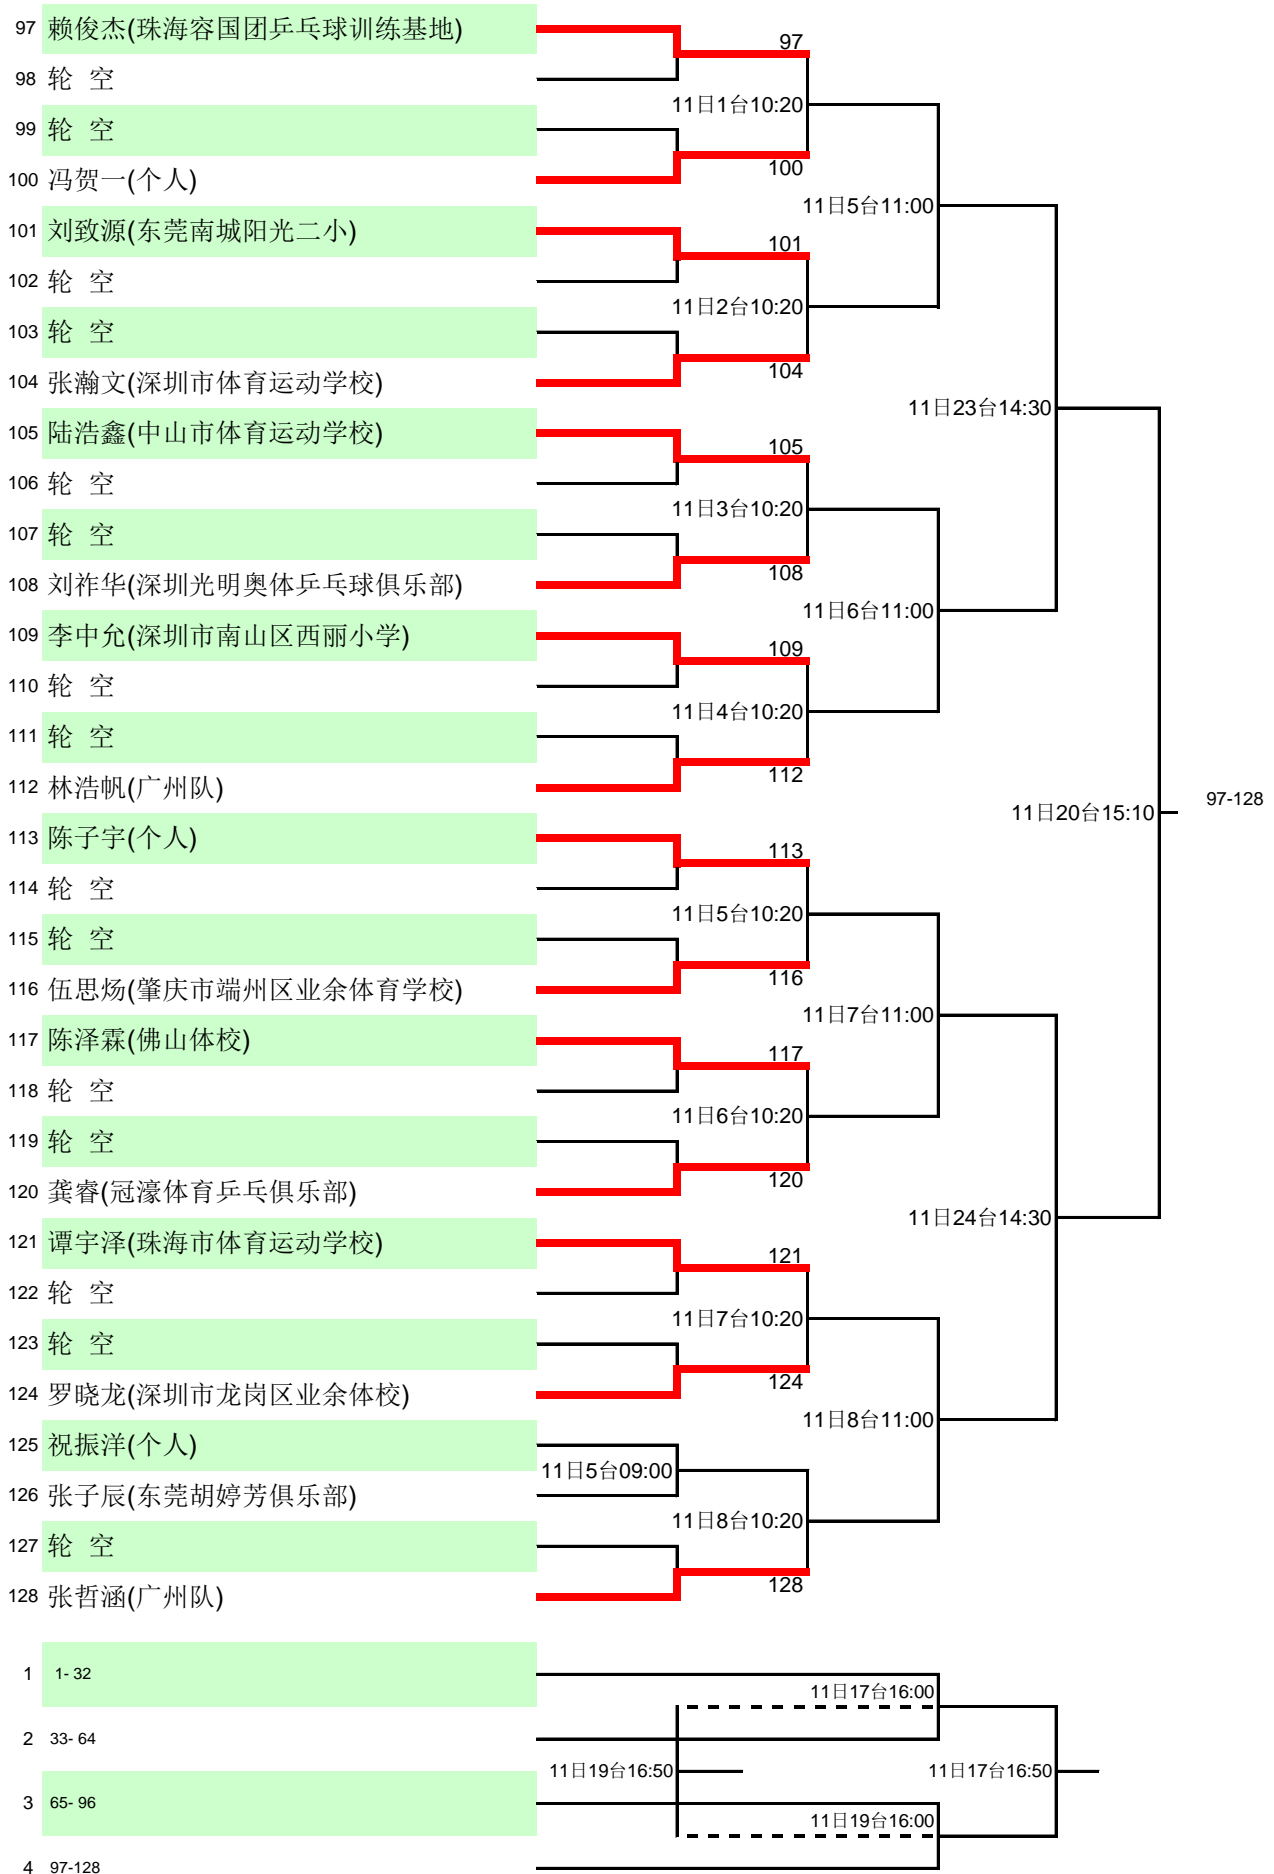 97 赖俊杰(珠海容国团乒乓球训练基地)
97
98 轮 空
11日1台10:20
99 轮 空
100
100 冯贺一(个人)
11日5台11:00
101 刘致源(东莞南城阳光二小)
101
102 轮 空
11日2台10:20
103 轮 空
104
104 张瀚文(深圳市体育运动学校)
11日23台14:30
105 陆浩鑫(中山市体育运动学校)
105
106 轮 空
11日3台10:20
107 轮 空
108
108 刘祚华(深圳光明奥体乒乓球俱乐部)
11日6台11:00
109 李中允(深圳市南山区西丽小学)
109
110 轮 空
11日4台10:20
111 轮 空
112
112 林浩帆(广州队)
97-128
11日20台15:10
113 陈子宇(个人)
113
114 轮 空
11日5台10:20
115 轮 空
116
116 伍思炀(肇庆市端州区业余体育学校)
11日7台11:00
117 陈泽霖(佛山体校)
117
118 轮 空
11日6台10:20
119 轮 空
120
120 龚睿(冠濠体育乒乓俱乐部)
11日24台14:30
121 谭宇泽(珠海市体育运动学校)
121
122 轮 空
11日7台10:20
123 轮 空
124
124 罗晓龙(深圳市龙岗区业余体校)
11日8台11:00
125 祝振洋(个人)
11日5台09:00
126 张子辰(东莞胡婷芳俱乐部)
11日8台10:20
127 轮 空
128
128 张哲涵(广州队)
1 1- 32
11日17台16:00
2 33- 64
11日19台16:50
11日17台16:50
3 65- 96
11日19台16:00
4 97-128